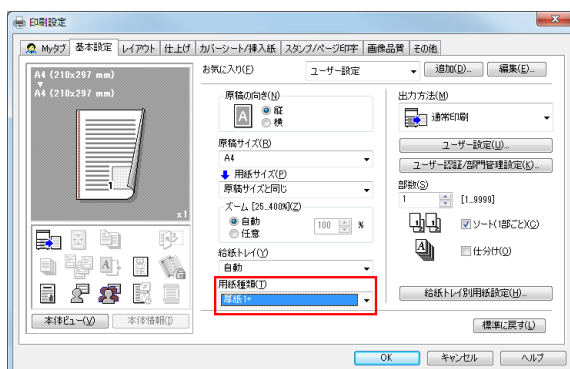 印刷設定
Myタブ 基本設定 レイアウト 仕上げ カバーシート/挿入紙 スタンプ/ページ印字 画像品質 その他
A4 (210x297 mm)
A4 (210x297 mm)
1
x1
本体ビュー(V) 本体情報(J)
お気に入り(F) ユーザー設定 追加(D)... 編集(E)...
原稿の向き(N)
A
縦
横
原稿サイズ(R)
A4
用紙サイズ(P)
原稿サイズと同じ
ズーム [25..400%](Z)
自動
任意
100 %
給紙トレイ(Y)
自動
用紙種類(T)
厚紙1+
出力方法(M)
通常印刷
ユーザー設定(U)...
ユーザー認証/部門管理設定(K)...
部数(S)
1 [1..9999]
ソート(1部ごと)(C)
仕分け(O)
給紙トレイ別用紙設定(H)...
標準に戻す(L)
OK キャンセル ヘルプ